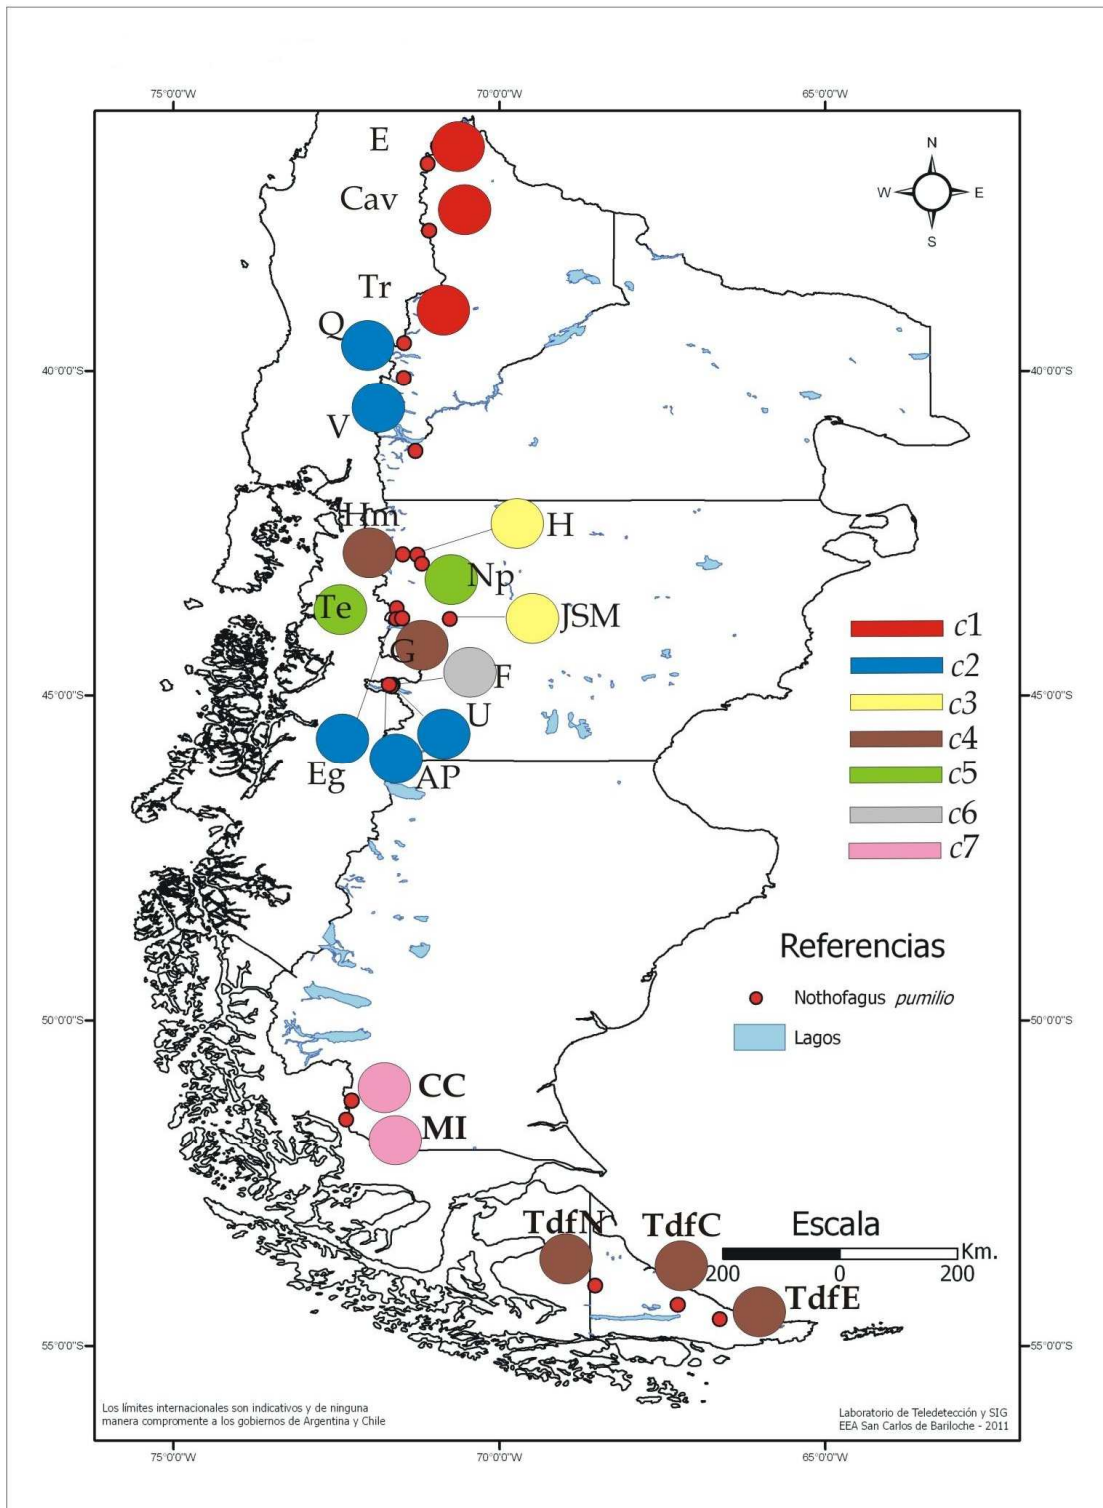 75°0'0"W 70°0'0"W 65°0'0"W
E
Cav
N
W E
S
Tr
Q
40°0'0"S 40°0'0"S
V
Hm H
Np
Te JSM
c1
G
F
c2
45°0'0"S 45°0'0"S
U
c3
Eg AP
c4
c5
c6
c7
Referencias
Nothofagus pumilio
50°0'0"S 50°0'0"S
Lagos
CC
MI
TdfN TdfC Escala
Km.
200 0 200
TdfE
55°0'0"S 55°0'0"S
Los límites internacionales son indicativos y de ninguna
manera compromente a los gobiernos de Argentina y Chile
Laboratorio de Teledetección y SIG
EEA San Carlos de Bariloche - 2011
75°0'0"W 70°0'0"W 65°0'0"W